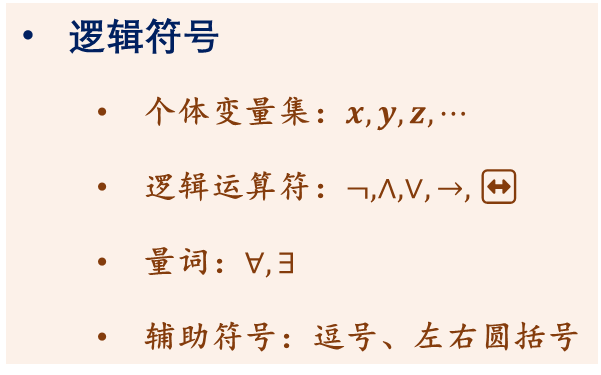 • 逻辑符号
• 个体变量集：x, y, z, ⋯
• 逻辑运算符：¬,∧,∨, →, ↔
• 量词：∀, ∃
• 辅助符号：逗号、左右圆括号